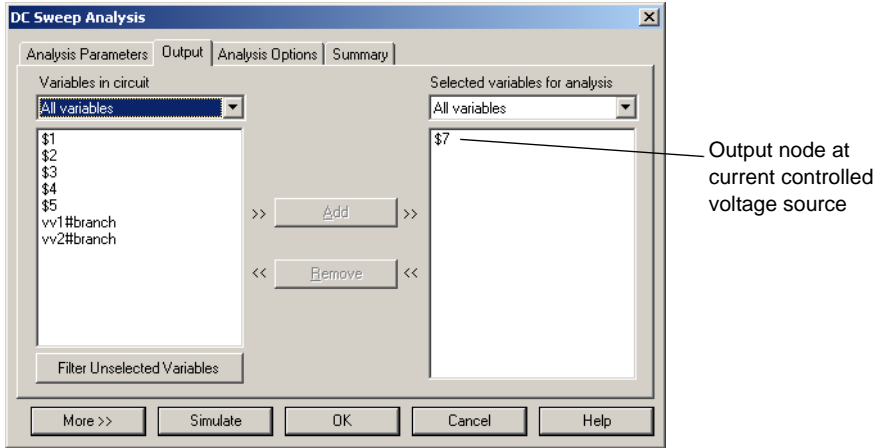 DC Sweep Analysis
Analysis Parameters Output Analysis Options Summary
Variables in circuit
All variables
$1
$2
$3
$4
$5
vv1#branch
vv2#branch
Filter Unselected Variables
>> Add >>
<< Remove <<
Selected variables for analysis
All variables
$7
Output node at
current controlled
voltage source
More >> Simulate OK Cancel Help